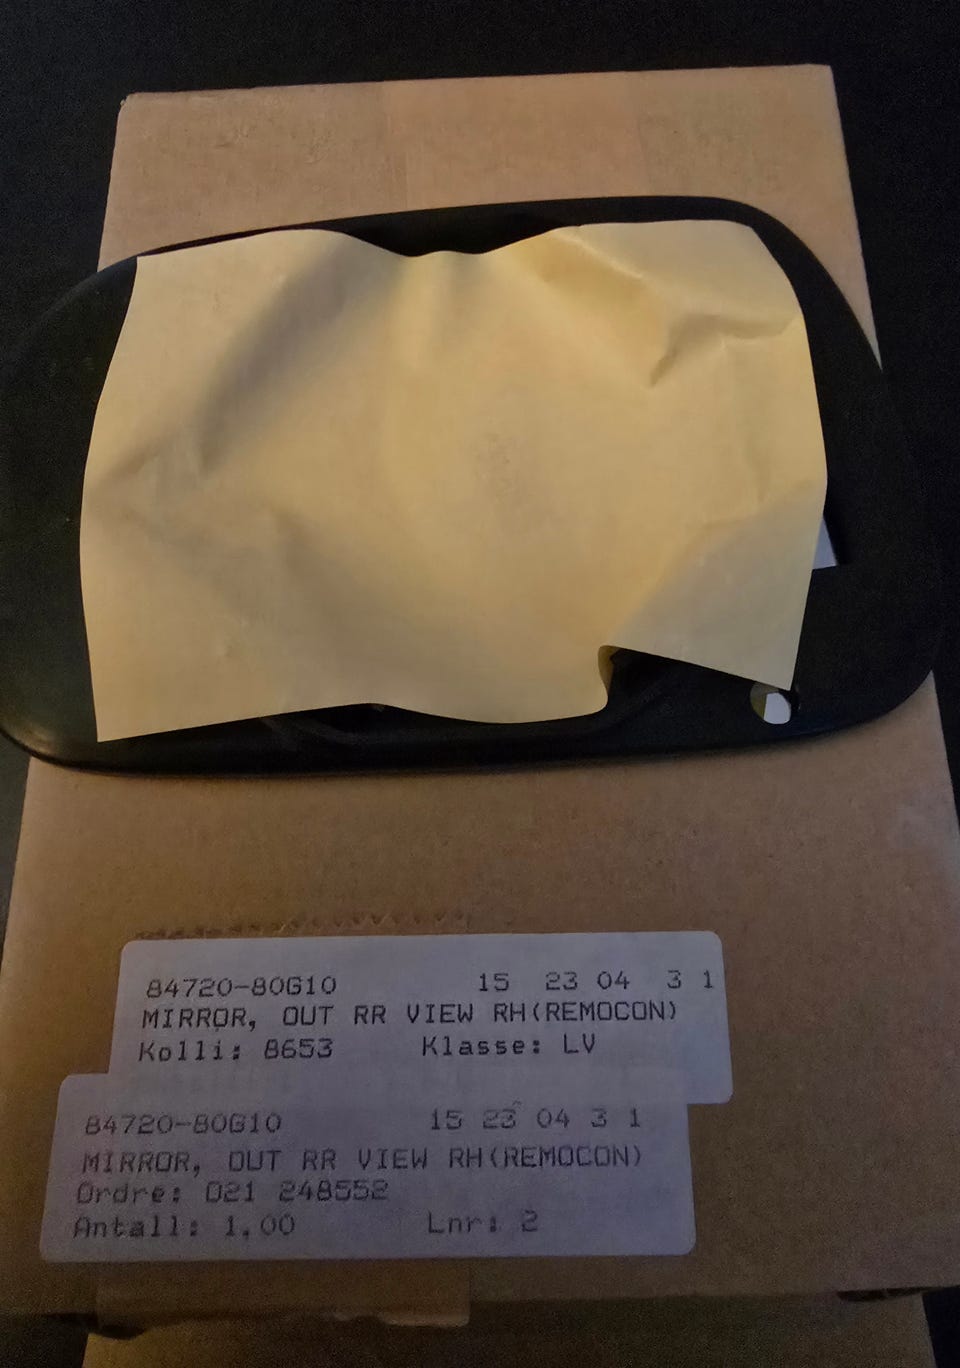 84720-80G10 15 23 04 3 1
MIRROR, OUT RR VIEW RH(REMOCON)
Kolli: 8653 Klasse: LV
84720-80G10 15 23 04 3 1
MIRROR, OUT RR VIEW RH(REMOCON)
Ordre: 021 248552
Antall: 1,00 Lnr: 2